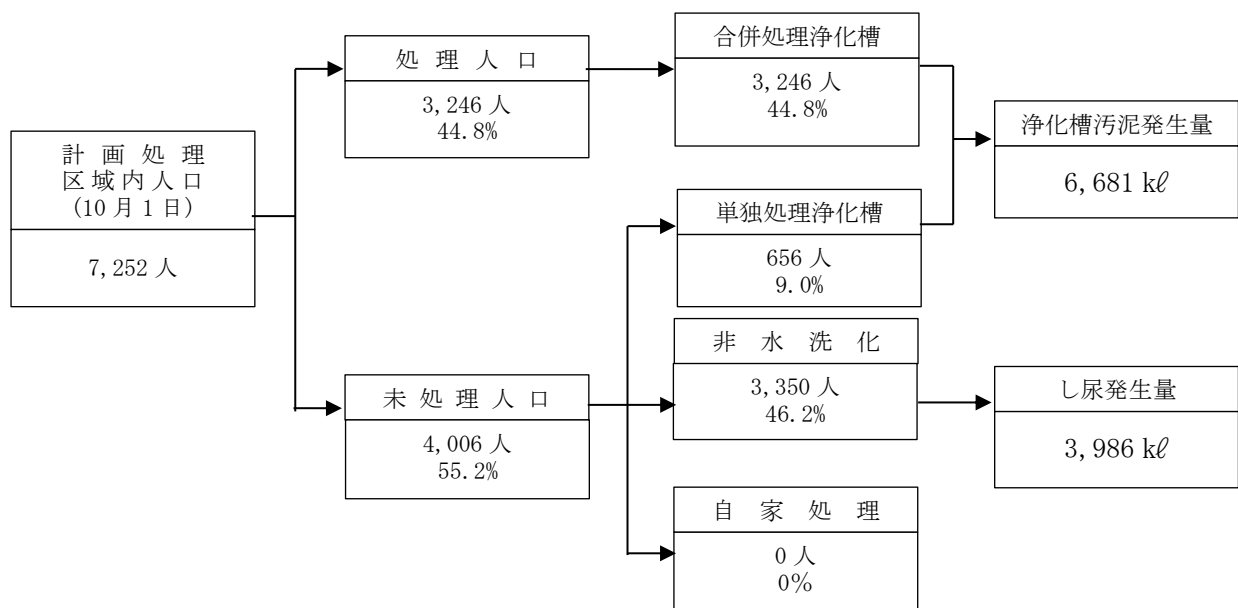 計画処理
区域内人口
(10月1日)
7,252人
処理人口
3,246人
44.8%
未処理人口
4,006人
55.2%
合併処理浄化槽
3,246人
44.8%
単独処理浄化槽
656人
9.0%
非水洗化
3,350人
46.2%
自家処理
0人
0%
浄化槽汚泥発生量
6,681 kℓ
し尿発生量
3,986 kℓ